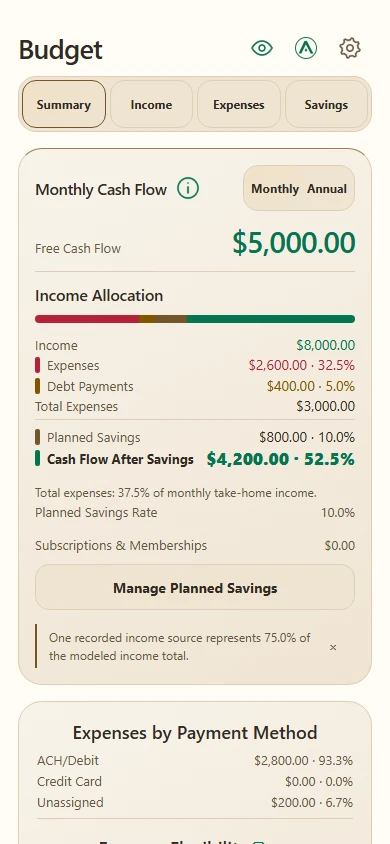 Budget
Summary Income Expenses Savings
Monthly Cash Flow Monthly Annual
Free Cash Flow $5,000.00
Income Allocation
Income $8,000.00
Expenses $2,600.00 · 32.5%
Debt Payments $400.00 · 5.0%
Total Expenses $3,000.00
Planned Savings $800.00 · 10.0%
Cash Flow After Savings $4,200.00 · 52.5%
Total expenses: 37.5% of monthly take-home income.
Planned Savings Rate 10.0%
Subscriptions & Memberships $0.00
Manage Planned Savings
One recorded income source represents 75.0% of
the modeled income total.
Expenses by Payment Method
ACH/Debit $2,800.00 · 93.3%
Credit Card $0.00 · 0.0%
Unassigned $200.00 · 6.7%